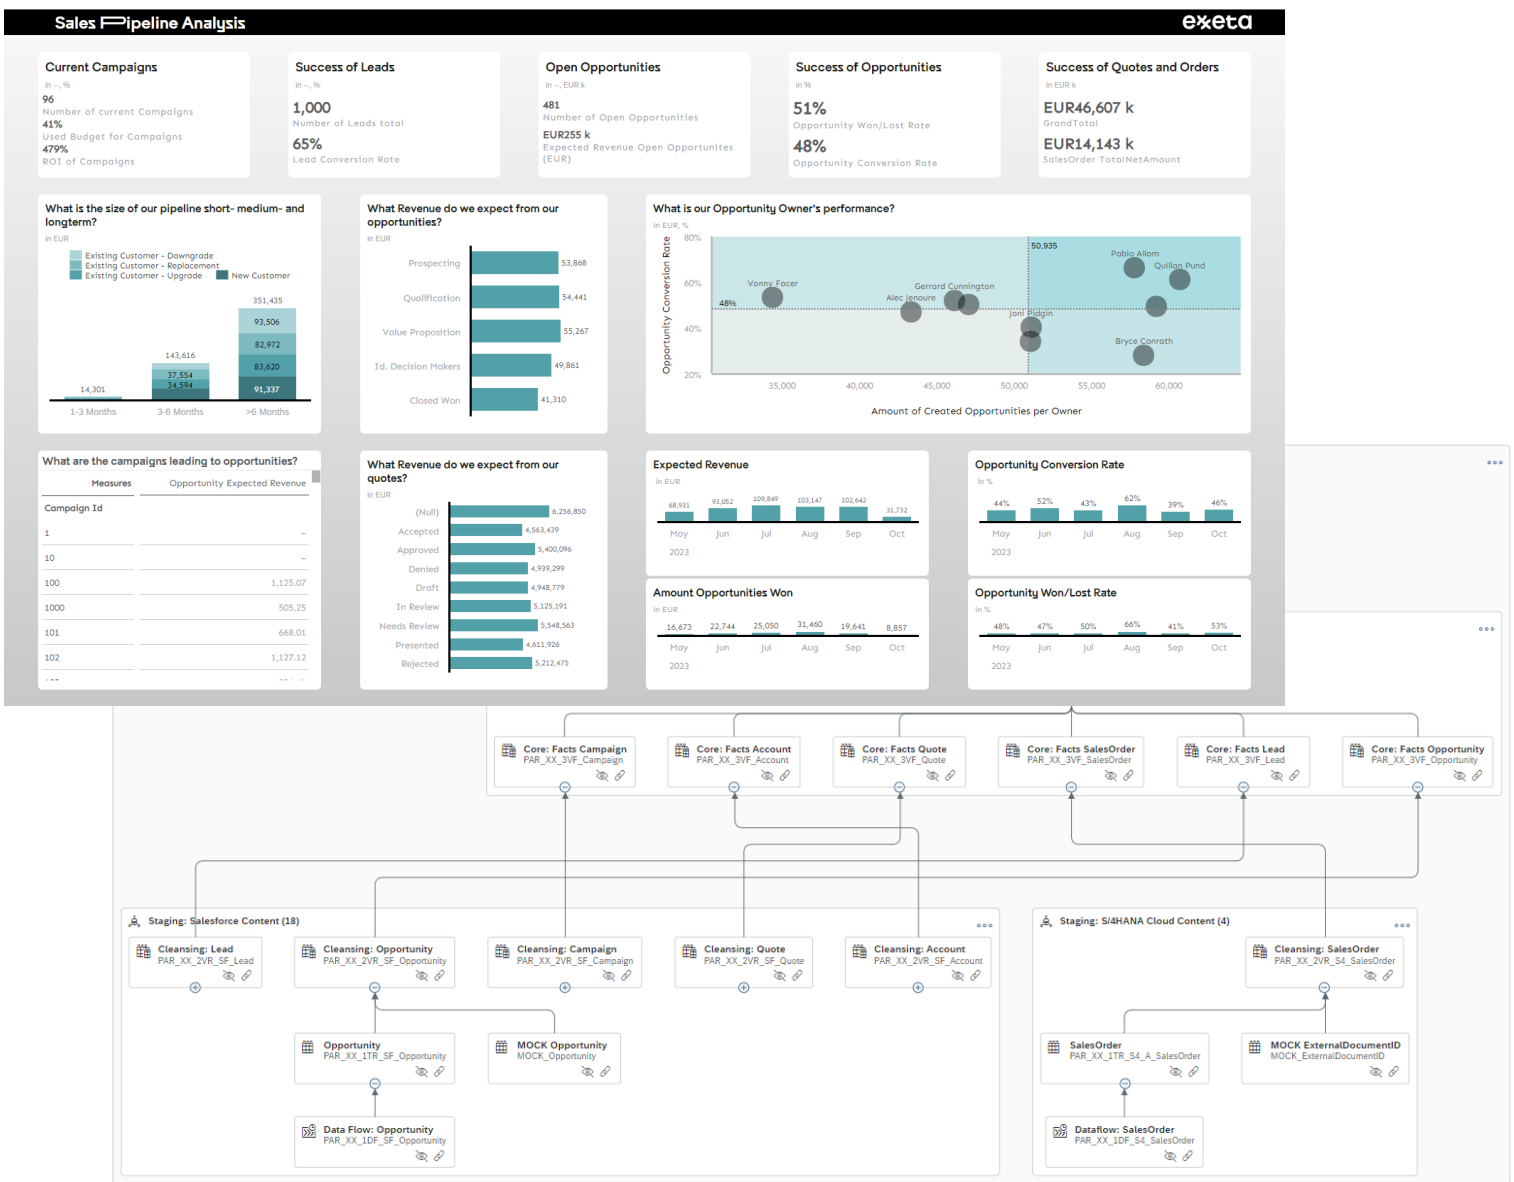 Sales Pipeline Analysis
exxeta
Current Campaigns
in --, %
96
Number of current Campaigns
41%
Used Budget for Campaigns
479%
ROI of Campaigns
Success of Leads
in --, %
1,000
Number of Leads total
65%
Lead Conversion Rate
Open Opportunities
in --, EUR k
481
Number of Open Opportunities
EUR255 k
Expected Revenue Open Opportunites
(EUR)
Success of Opportunities
in %
51%
Opportunity Won/Lost Rate
48%
Opportunity Conversion Rate
Success of Quotes and Orders
in EUR k
EUR46,607 k
GrandTotal
EUR14,143 k
SalesOrder TotalNetAmount
What is the size of our pipeline short- medium- and
longterm?
in EUR
Existing Customer - Downgrade
Existing Customer - Replacement
Existing Customer - Upgrade
New Customer
351,435
93,506
82,972
83,620
91,337
143,616
37,554
34,594
14,301
1-3 Months
3-6 Months
>6 Months
What Revenue do we expect from our
opportunities?
in EUR
Prospecting 53,868
Qualification 54,441
Value Proposition 55,267
Id. Decision Makers 49,861
Closed Won 41,310
What is our Opportunity Owner's performance?
in EUR, %
Opportunity Conversion Rate
80%
60%
40%
20%
50,935
48%
Pablo Allom
Quillan Pund
Vonny Facer
Gerrard Cunnington
Alec Jenoure
Joni Pidgin
Bryce Conrath
35,000
40,000
45,000
50,000
55,000
60,000
Amount of Created Opportunities per Owner
What are the campaigns leading to opportunities?
Measures Opportunity Expected Revenue
Campaign Id
1 –
10 –
100 1,125.07
1000 505.25
101 668.01
102 1,127.12
What Revenue do we expect from our
quotes?
in EUR
(Null) 6,256,850
Accepted 4,563,439
Approved 5,400,096
Denied 4,939,299
Draft 4,948,779
In Review 5,125,191
Needs Review 5,548,563
Presented 4,611,926
Rejected 5,212,475
Expected Revenue
in EUR
68,931 93,052 109,849 103,147 102,642 31,732
May Jun Jul Aug Sep Oct
2023
Opportunity Conversion Rate
in %
44% 52% 43% 62% 39% 46%
May Jun Jul Aug Sep Oct
2023
Amount Opportunities Won
in EUR
16,673 22,744 25,050 31,460 19,641 8,857
May Jun Jul Aug Sep Oct
2023
Opportunity Won/Lost Rate
in %
48% 47% 50% 66% 41% 53%
May Jun Jul Aug Sep Oct
2023
Core: Facts Campaign
PAR_XX_3VF_Campaign
Core: Facts Account
PAR_XX_3VF_Account
Core: Facts Quote
PAR_XX_3VF_Quote
Core: Facts SalesOrder
PAR_XX_3VF_SalesOrder
Core: Facts Lead
PAR_XX_3VF_Lead
Core: Facts Opportunity
PAR_XX_3VF_Opportunity
Staging: Salesforce Content (18)
Cleansing: Lead
PAR_XX_2VR_SF_Lead
Cleansing: Opportunity
PAR_XX_2VR_SF_Opportunity
Cleansing: Campaign
PAR_XX_2VR_SF_Campaign
Cleansing: Quote
PAR_XX_2VR_SF_Quote
Cleansing: Account
PAR_XX_2VR_SF_Account
Opportunity
PAR_XX_1TR_SF_Opportunity
MOCK Opportunity
MOCK_Opportunity
Data Flow: Opportunity
PAR_XX_1DF_SF_Opportunity
Staging: S/4HANA Cloud Content (4)
Cleansing: SalesOrder
PAR_XX_2VR_S4_SalesOrder
SalesOrder
PAR_XX_1TR_S4_A_SalesOrder
MOCK ExternalDocumentID
MOCK_ExternalDocumentID
Dataflow: SalesOrder
PAR_XX_1DF_S4_SalesOrder